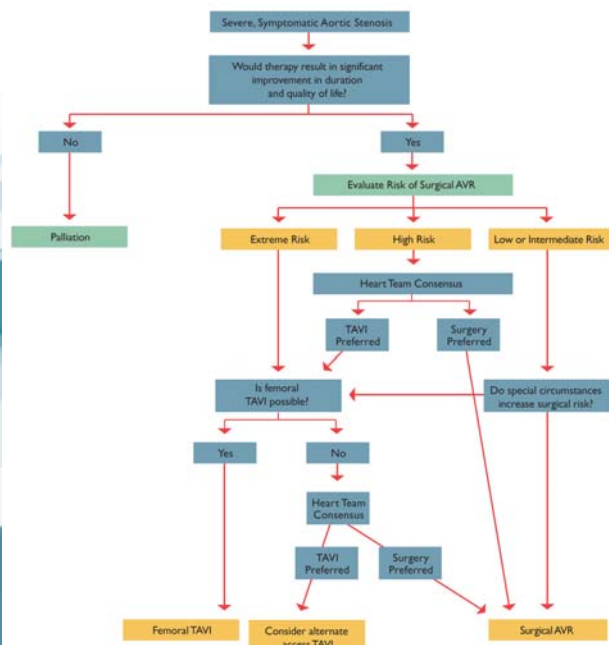 Severe, Symptomatic Aortic Stenosis
Would therapy result in significant
improvement in duration
and quality of life?
No
Yes
Evaluate Risk of Surgical AVR
Palliation
Extreme Risk
High Risk
Low or Intermediate Risk
Heart Team Consensus
TAVI
Preferred
Surgery
Preferred
Is femoral
TAVI possible?
Do special circumstances
increase surgical risk?
Yes
No
Heart Team
Consensus
TAVI
Preferred
Surgery
Preferred
Femoral TAVI
Consider alternate
access TAVI
Surgical AVR